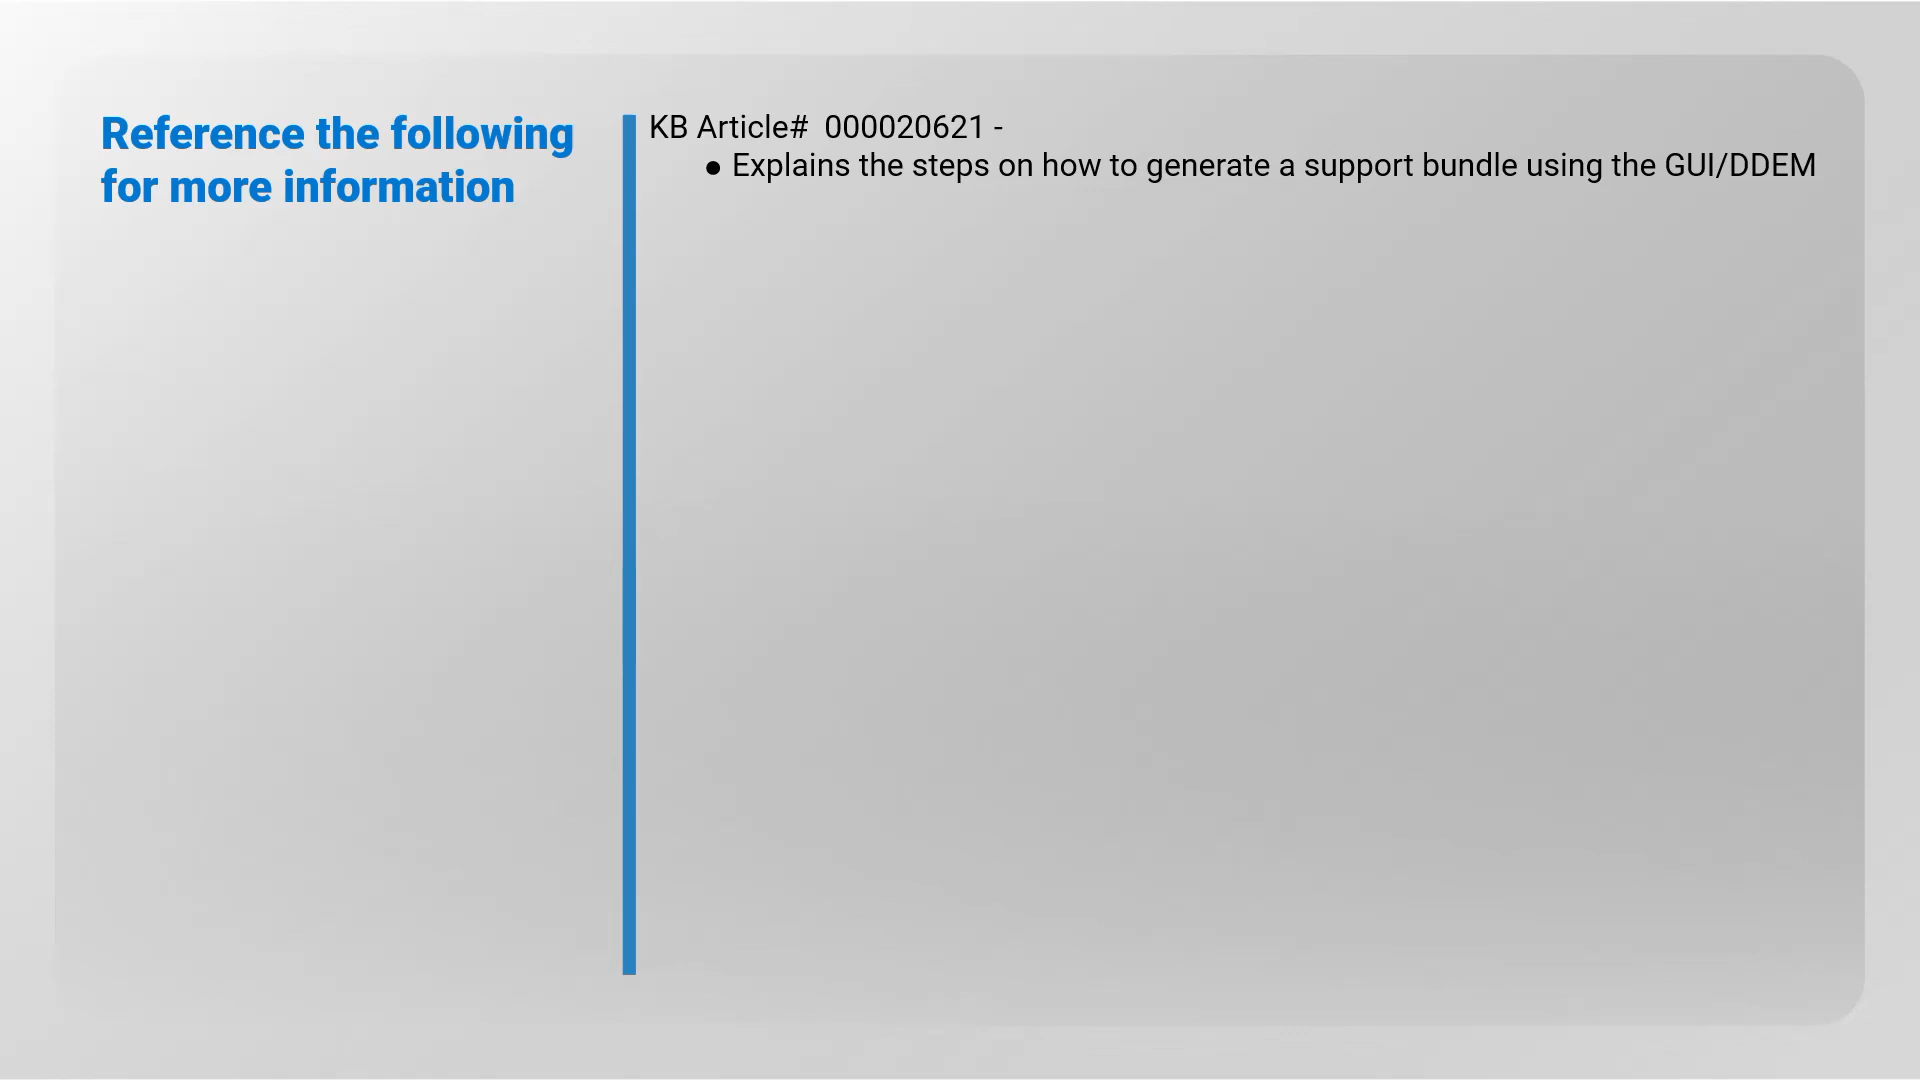 Reference the following
for more information
KB Article#  000020621 -
● Explains the steps on how to generate a support bundle using the GUI/DDEM